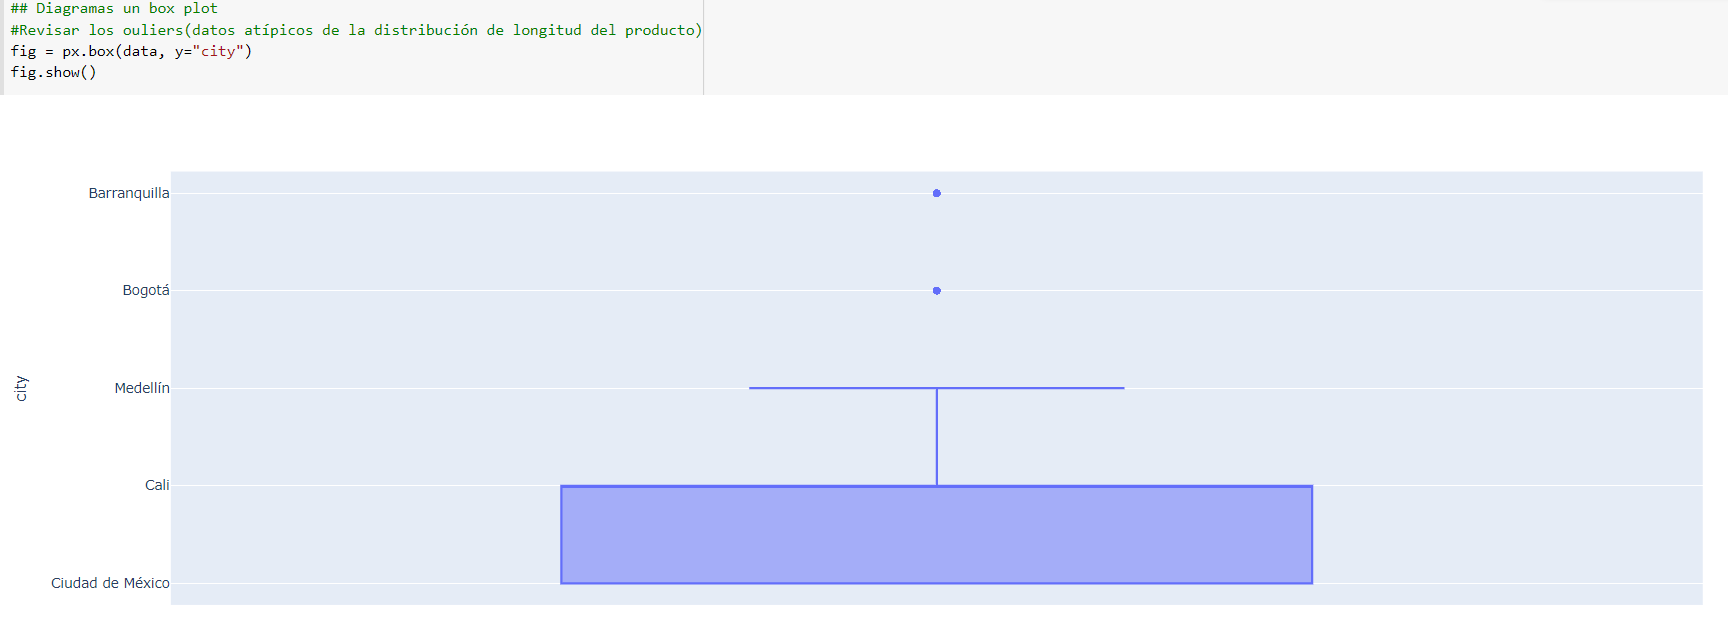 ## Diagramas un box plot
#Revisar los ouliers(datos atípicos de la distribución de longitud del producto)
fig = px.box(data, y="city")
fig.show()
Barranquilla
Bogotá
Medellín
city
Cali
Ciudad de México